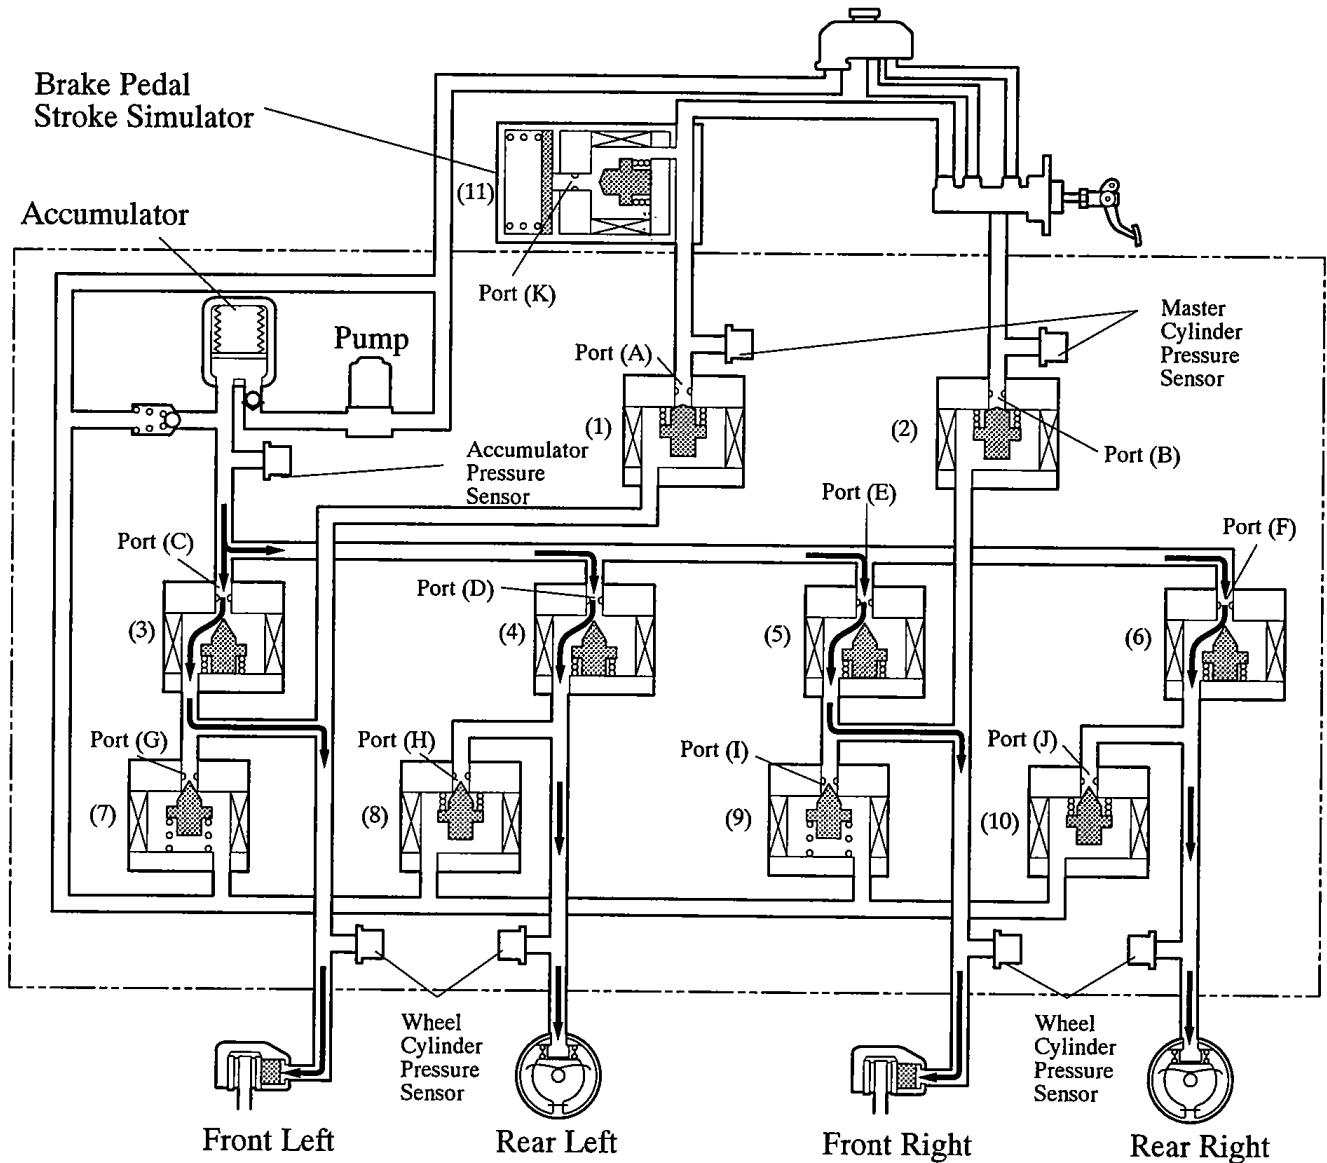 Brake Pedal
Stroke Simulator
(11)
Accumulator
Port (K)
Pump
Master
Cylinder
Pressure
Sensor
Port (A)
(1)
(2)
Port (B)
Accumulator
Pressure
Sensor
Port (E)
Port (C)
Port (F)
Port (D)
(3)
(4)
(5)
(6)
Port (G)
Port (H)
Port (I)
Port (J)
(7)
(8)
(9)
(10)
Wheel
Cylinder
Pressure
Sensor
Wheel
Cylinder
Pressure
Sensor
Front Left
Rear Left
Front Right
Rear Right